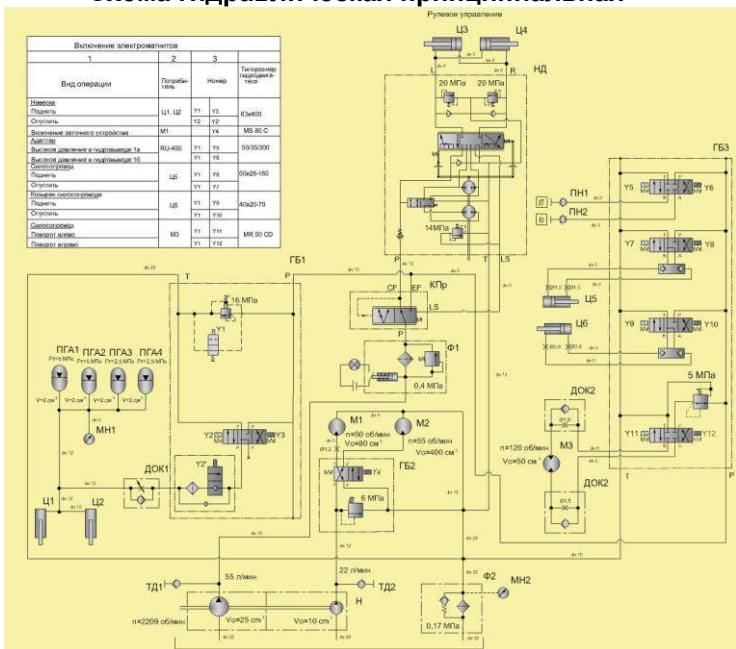 Схема гидравлическая принципиальная
Рулевое управление
Включение электромагнитов
1
2
3
Вид операции
Потреби-
тель
Номер
Типоразмер
гидродвига-
теля
Навеска
Поднять
Ц1, Ц2
Y1 Y3
63х400
Опустить
Y2 Y2'
Включение заточного устройства
М1
Y4
MS 80 C
Адаптер
Высокое давление в гидровыводе 1а
RU-450
Y1 Y5
50/35/300
Высокое давление в гидровыводе 1б
Y1 Y6
Силосопровод
Поднять
Ц5
Y1 Y8
Опустить
Y1 Y7
Козырек силосопровода
Поднять
Ц6
Y1 Y9
40х20-70
Опустить
Y1 Y10
Силосопровод
Поворот влево
М3
Y1 Y11
MR 50 CD
Поворот вправо
Y1 Y12
Ц3
Ц4
L
R
НД
20 МПа
20 МПа
14МПа
P
T
LS
ГБ3
Y5
Y6
ПН1
ПН2
Y7
Y8
Ц5
Ц6
Y9
Y10
5 МПа
ДОК2
Y11
Y12
M3
n=120 об/мин
Vo=50 см³
ДОК2
T
P
ГБ1
T
P
16 МПа
Y1
Y2
Y3
Y2'
КПр
CF
EF
LS
P
Ф1
0,4 МПа
ПГА1
ПГА2
ПГА3
ПГА4
V=2 дм³
V=2 дм³
V=2 дм³
V=2 дм³
МН1
ДОК1
Ц1
Ц2
М1
М2
n=50 об/мин
Vo=80 см³
n=55 об/мин
Vo=400 см³
ГБ2
Y4
6 МПа
ТД1
55 л/мин
22 л/мин
ТД2
Н
n=2209 об/мин
Vo=25 cm³
Vo=10 cm³
Ф2
МН2
0,17 МПа